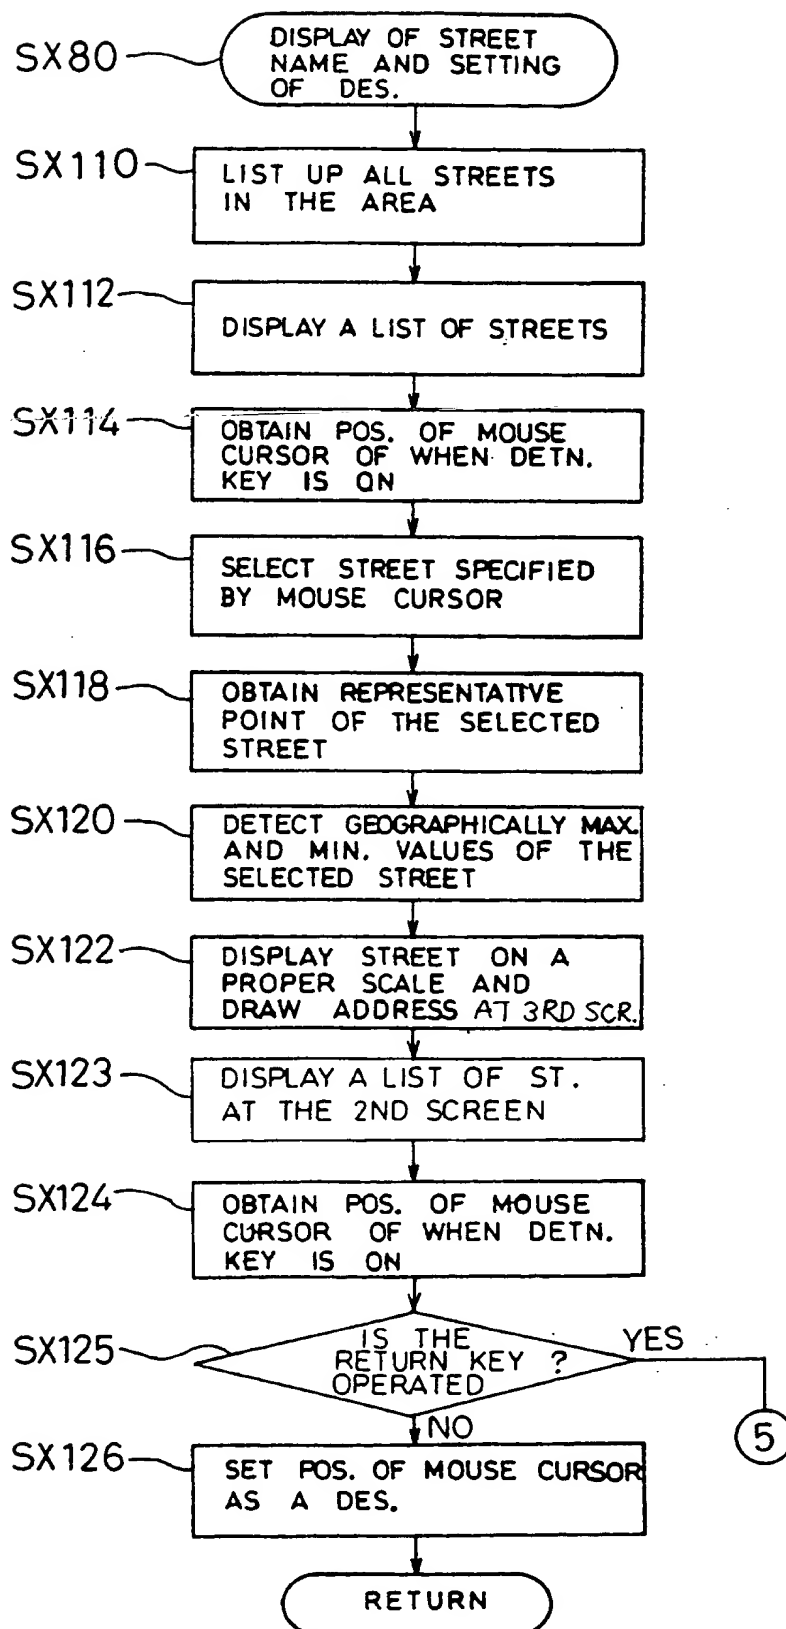 SX80
DISPLAY OF STREET
NAME AND SETTING
OF DES.
SX110
LIST UP ALL STREETS
IN THE AREA
SX112
DISPLAY A LIST OF STREETS
SX114
OBTAIN POS. OF MOUSE
CURSOR OF WHEN DETN.
KEY IS ON
SX116
SELECT STREET SPECIFIED
BY MOUSE CURSOR
SX118
OBTAIN REPRESENTATIVE
POINT OF THE SELECTED
STREET
SX120
DETECT GEOGRAPHICALLY MAX.
AND MIN. VALUES OF THE
SELECTED STREET
SX122
DISPLAY STREET ON A
PROPER SCALE AND
DRAW ADDRESS AT 3RD SCR.
SX123
DISPLAY A LIST OF ST.
AT THE 2ND SCREEN
SX124
OBTAIN POS. OF MOUSE
CURSOR OF WHEN DETN.
KEY IS ON
SX125
IS THE
RETURN KEY ?
OPERATED
YES
5
NO
SX126
SET POS. OF MOUSE CURSOR
AS A DES.
RETURN